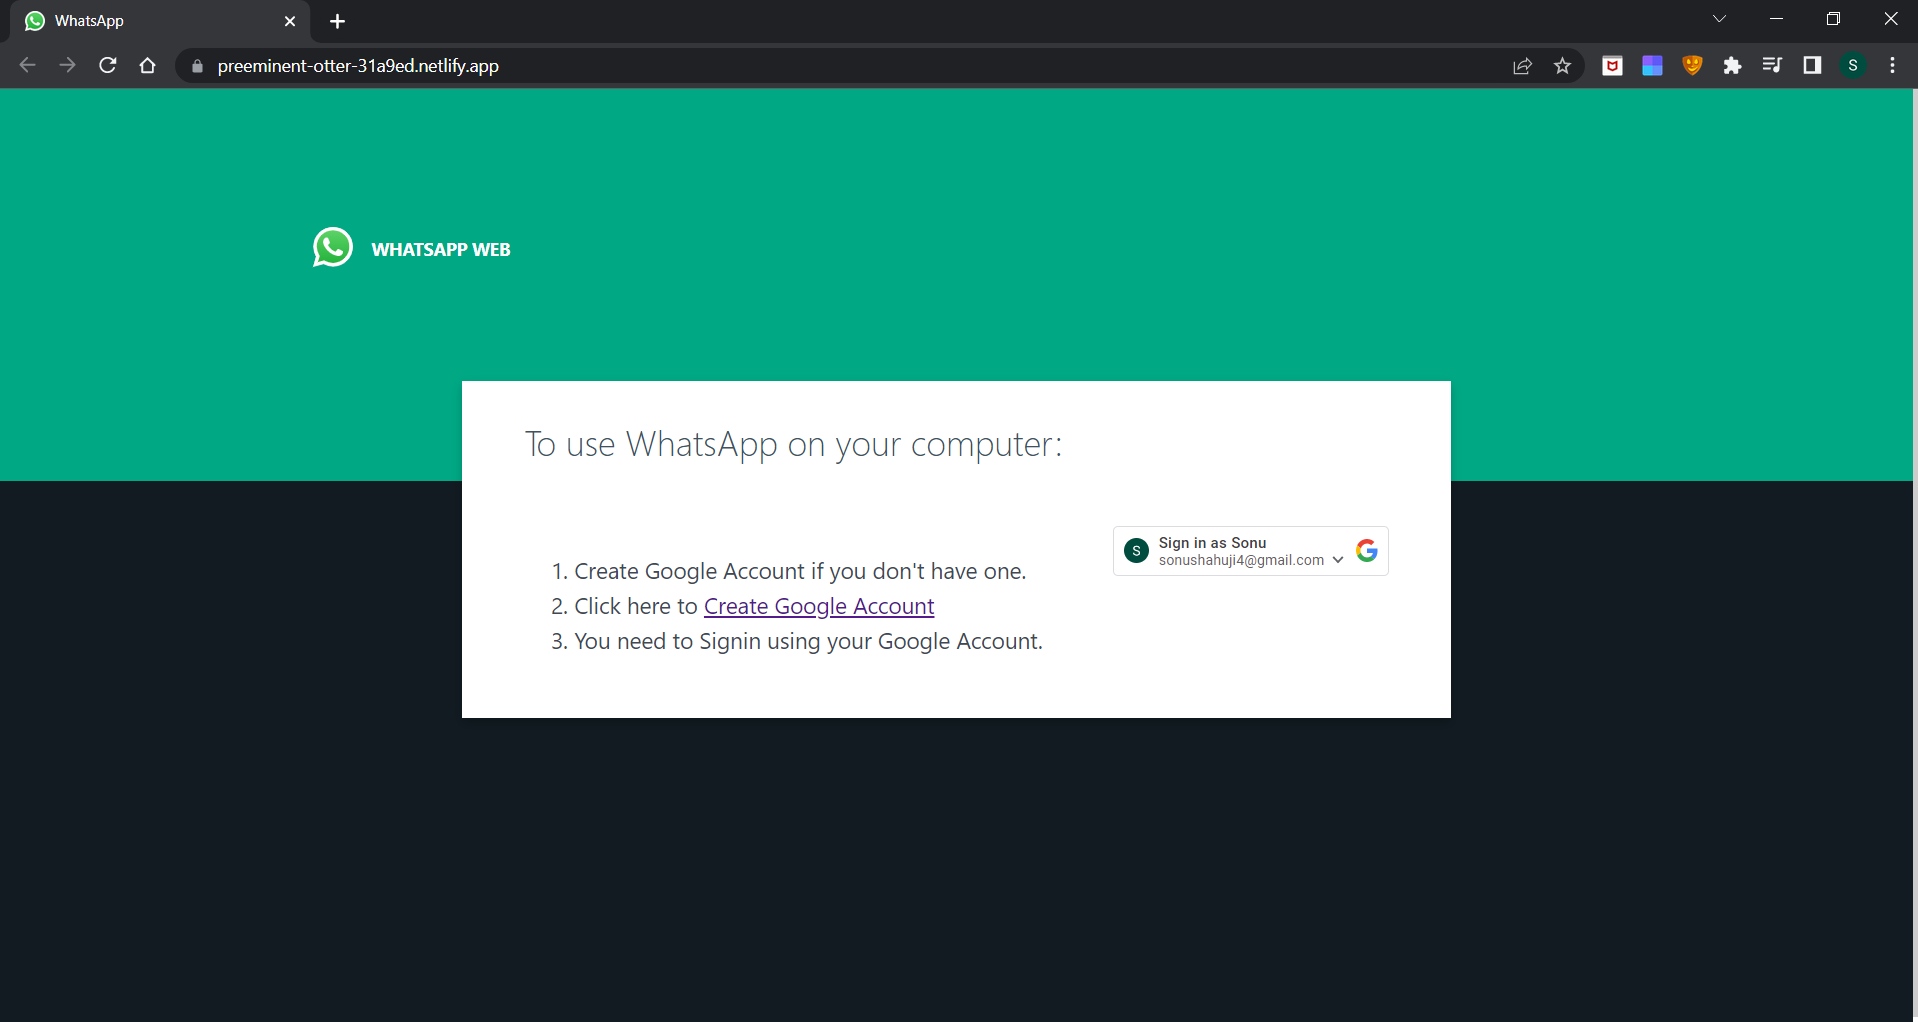 WhatsApp
preeminent-otter-31a9ed.netlify.app
S
WHATSAPP WEB
To use WhatsApp on your computer:
1. Create Google Account if you don't have one.
2. Click here to Create Google Account
3. You need to Signin using your Google Account.
S
Sign in as Sonu
sonushahuji4@gmail.com